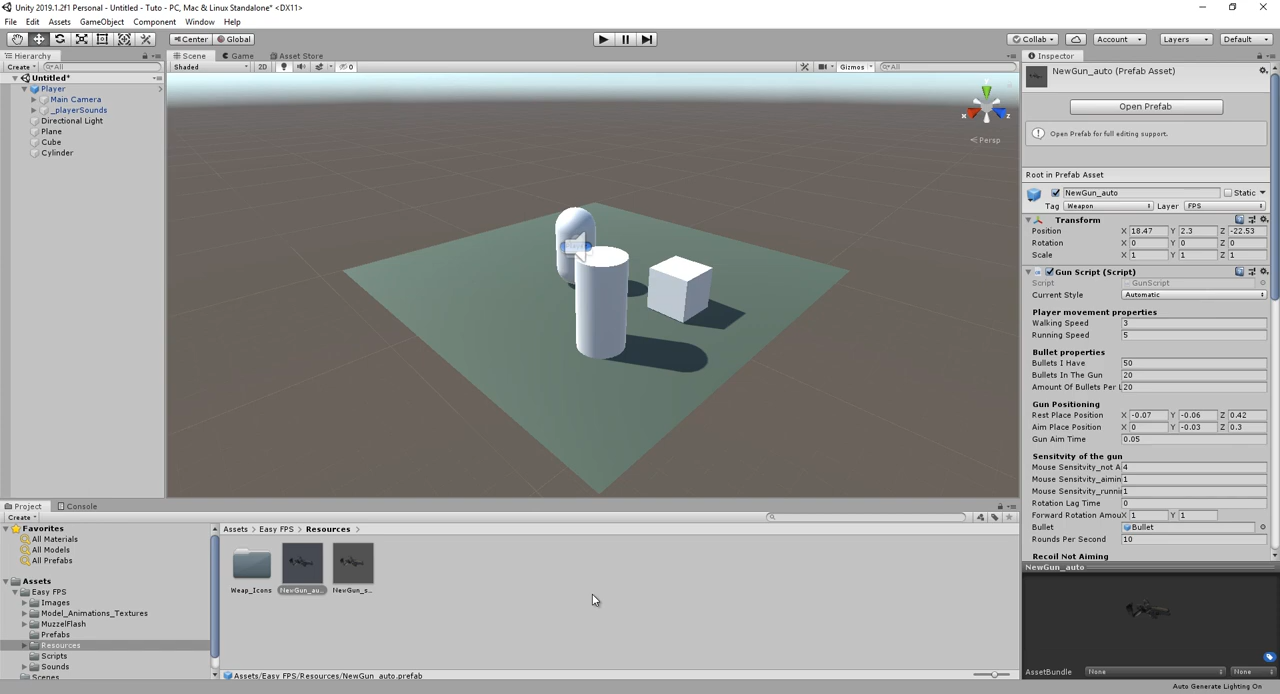 Unity 2019.1.2f1 Personal - Untitled - Tuto - PC, Mac & Linux Standalone* <DX11>
File Edit Assets GameObject Component Window Help
Center Global Collab Account Layers Default
Hierarchy Scene Game Asset Store Inspector
Create All Shaded 2D 0 Gizmos All NewGun_auto (Prefab Asset)
Untitled*
Player
Main Camera
_playerSounds
Directional Light
Plane
Cube
Cylinder
y
x z
Persp
Open Prefab
Open Prefab for full editing support.
Root in Prefab Asset
NewGun_auto Static
Tag Weapon Layer FPS
Transform
Position X 18.47 Y 2.3 Z -22.53
Rotation X 0 Y 0 Z 0
Scale X 1 Y 1 Z 1
Gun Script (Script)
Script GunScript
Current Style Automatic
Player movement properties
Walking Speed 3
Running Speed 5
Bullet properties
Bullets I Have 50
Bullets In The Gun 20
Amount Of Bullets Per L 20
Gun Positioning
Rest Place Position X -0.07 Y -0.06 Z 0.42
Aim Place Position X 0 Y -0.03 Z 0.3
Gun Aim Time 0.05
Sensitvity of the gun
Mouse Sensitvity_not A 4
Mouse Sensitvity_aimin 1
Mouse Sensitvity_runni 1
Rotation Lag Time 0
Forward Rotation Amou X 1 Y 1
Bullet Bullet
Rounds Per Second 10
Recoil Not Aiming
NewGun_auto
AssetBundle None None
Auto Generate Lighting On
Project Console
Create
Favorites
All Materials
All Models
All Prefabs
Assets
Easy FPS
Images
Model_Animations_Textures
MuzzelFlash
Prefabs
Resources
Scripts
Sounds
Scenes
Assets > Easy FPS > Resources >
Weap_Icons NewGun_au... NewGun_s...
Assets/Easy FPS/Resources/NewGun_auto.prefab